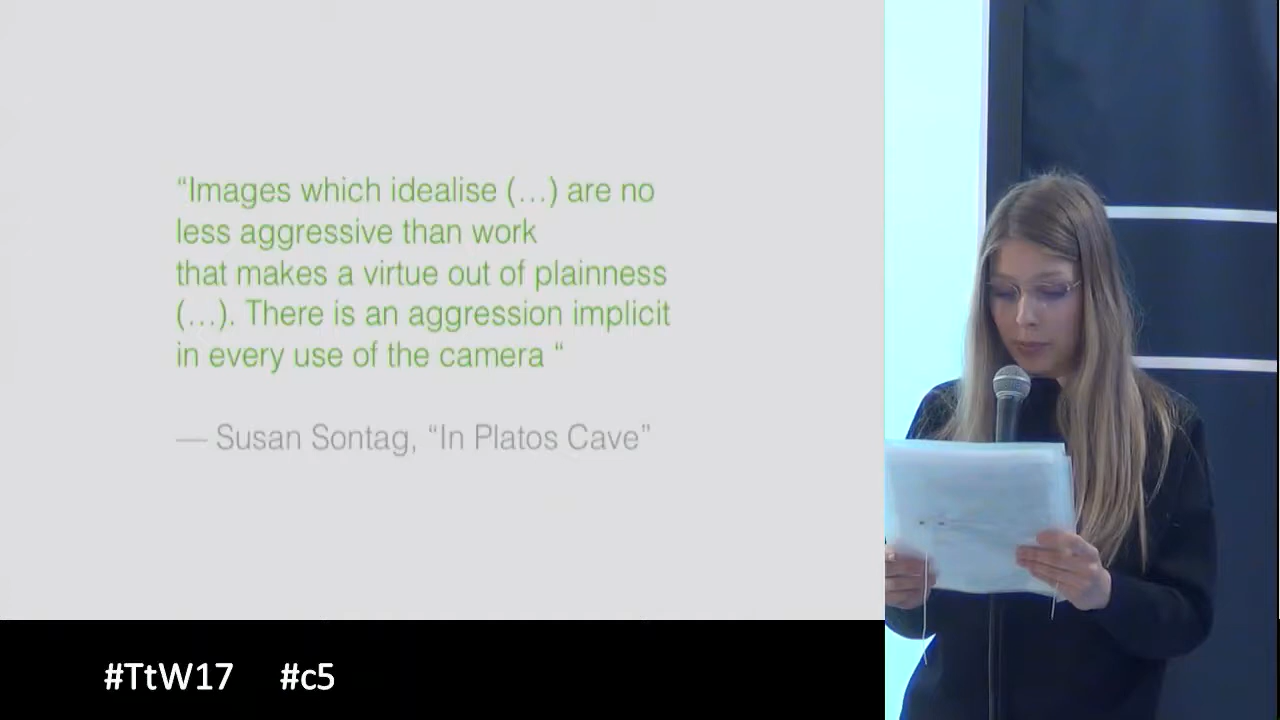 “Images which idealise (…) are no
less aggressive than work
that makes a virtue out of plainness
(…). There is an aggression implicit
in every use of the camera “
— Susan Sontag, “In Platos Cave”
#TtW17 #c5